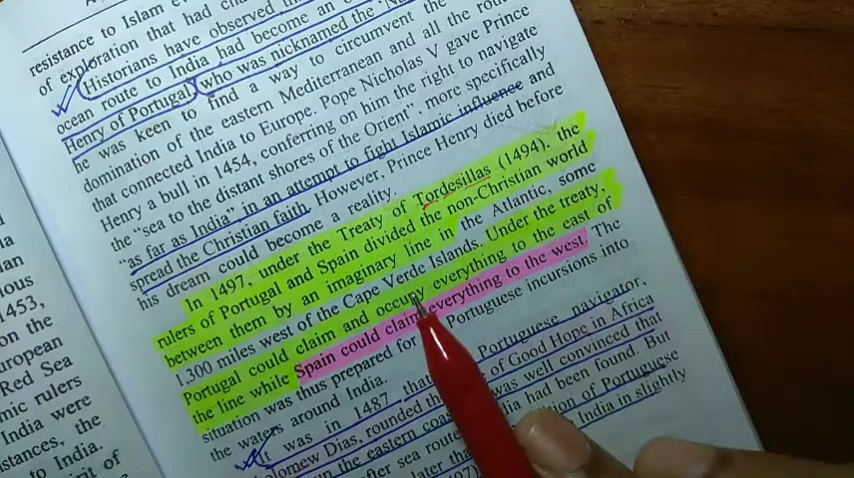 resistance to Islam
of exploration that had
Historians have observed
ocean route to India had become an
Henry of Portugal, who was nicknamed the
he was keen to find a way to circumvent the
domination of the eastern Mediterranean and all the
that connected India to Europe. Pope Nicholas V gave Prince
Henry a bull in 1454, conferring on him the right to navigate
the “sea to the distant shores of the Orient”, more specifically
“as far as India”, in an attempt to fight Islamic influence and
spread the Christian faith. However, Prince Henry died before
his dream could become a reality.
In 1497, under the Treaty of Tordesillas (1494), the
rulers of Portugal and Spain divided the non-Christian world
between them by an imaginary line in the Atlantic, some
1,300 miles west of the Cape Verde Islands. Under the treaty,
Portugal could claim and occupy everything to the east of
the line while Spain could claim everything to the west. The
situation was thus prepared for Portuguese incursions into
the waters around India.
It was in 1487 that Portuguese navigator,
rounded the of Good Hope in Africa
the eastern was well convinced that
sea had been found. But
later of Portuguese
India in slightly
1453,
on the
uropean
Red Sea
mic rulers
India were
stances, the
to India.
of